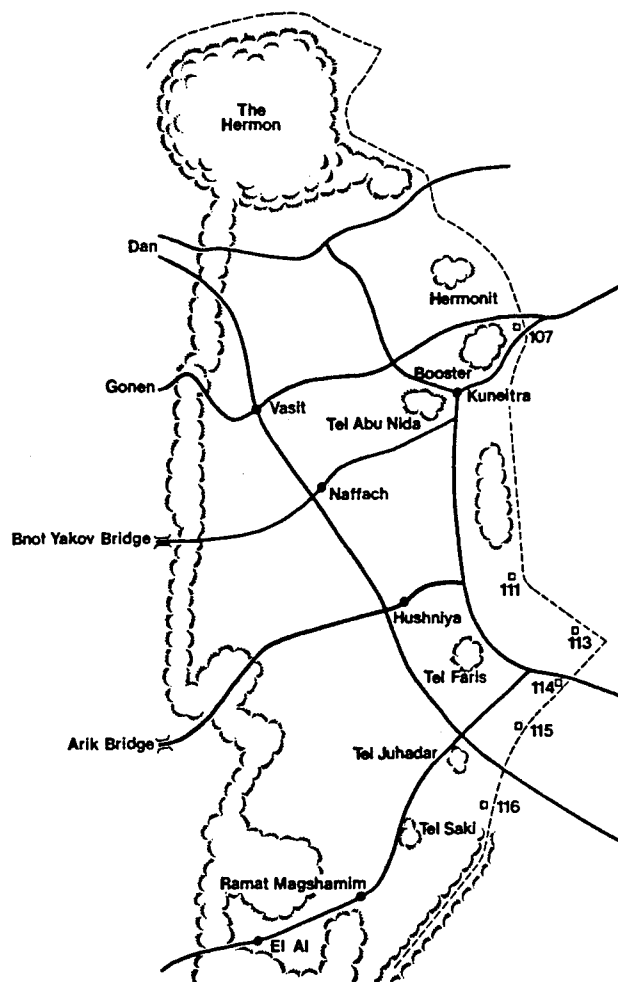 The
Hermon
Dan
Hermonit
107
Booster
Gonen
Kuneitra
Vasit
Tel Abu Nida
Naffach
Bnot Yakov Bridge
111
Hushniya
113
Tel Faris
114
115
Arik Bridge
Tel Juhadar
116
Tel Saki
Ramat Magshamim
El Al